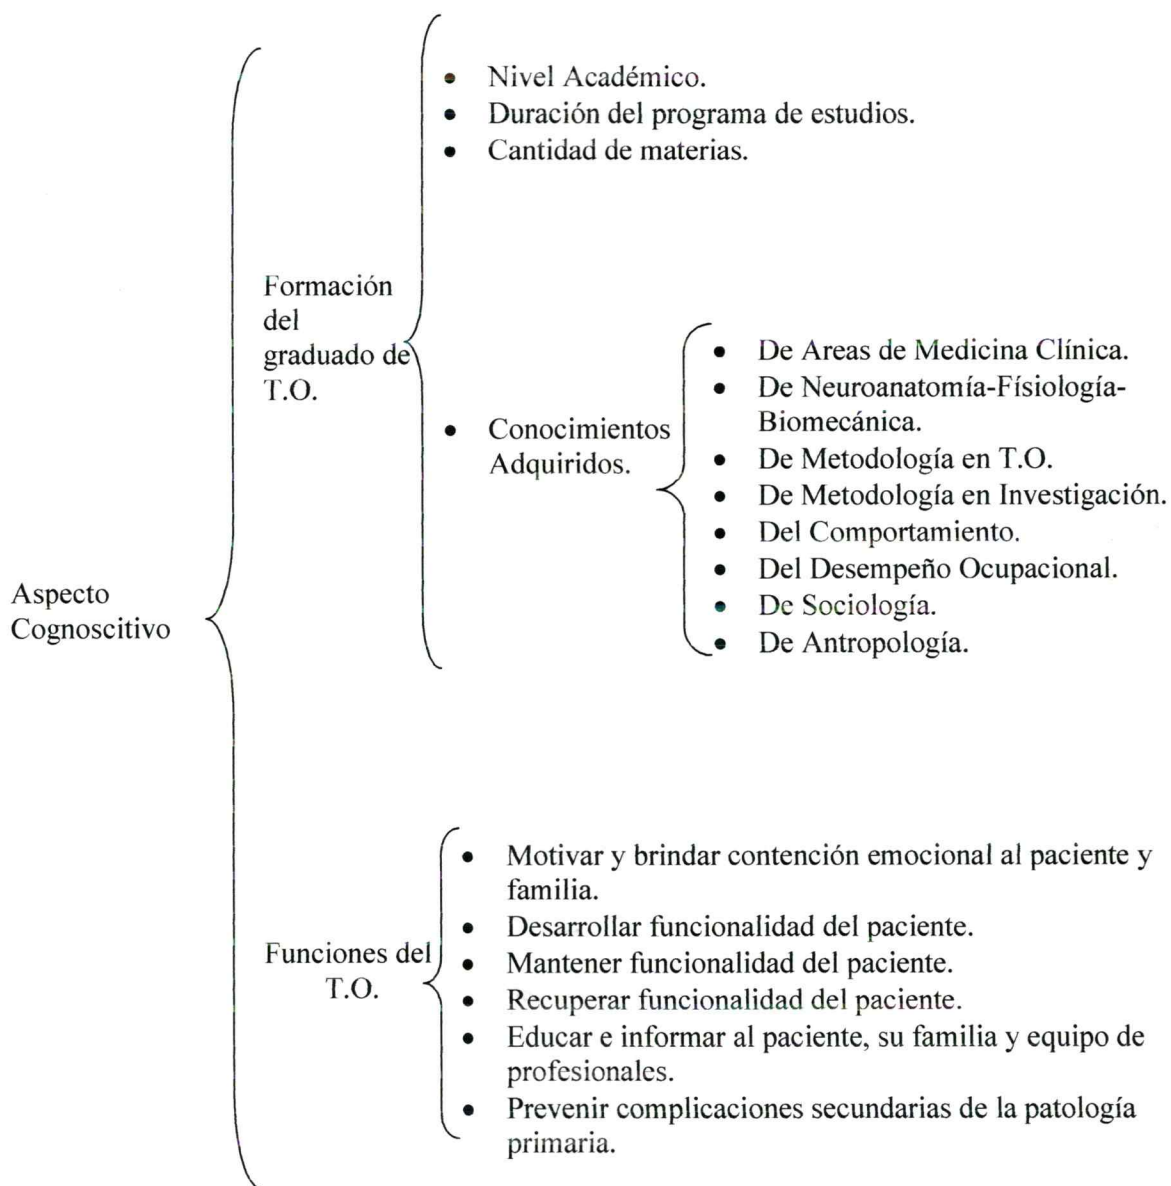 Nivel Académico.
Duración del programa de estudios.
Cantidad de materias.
Formación
del
graduado de
T.O.
Conocimientos
Adquiridos.
De Areas de Medicina Clínica.
De Neuroanatomía-Físiología-
Biomecánica.
De Metodología en T.O.
De Metodología en Investigación.
Del Comportamiento.
Del Desempeño Ocupacional.
De Sociología.
De Antropología.
Aspecto
Cognoscitivo
Funciones del
T.O.
Motivar y brindar contención emocional al paciente y
familia.
Desarrollar funcionalidad del paciente.
Mantener funcionalidad del paciente.
Recuperar funcionalidad del paciente.
Educar e informar al paciente, su familia y equipo de
profesionales.
Prevenir complicaciones secundarias de la patología
primaria.